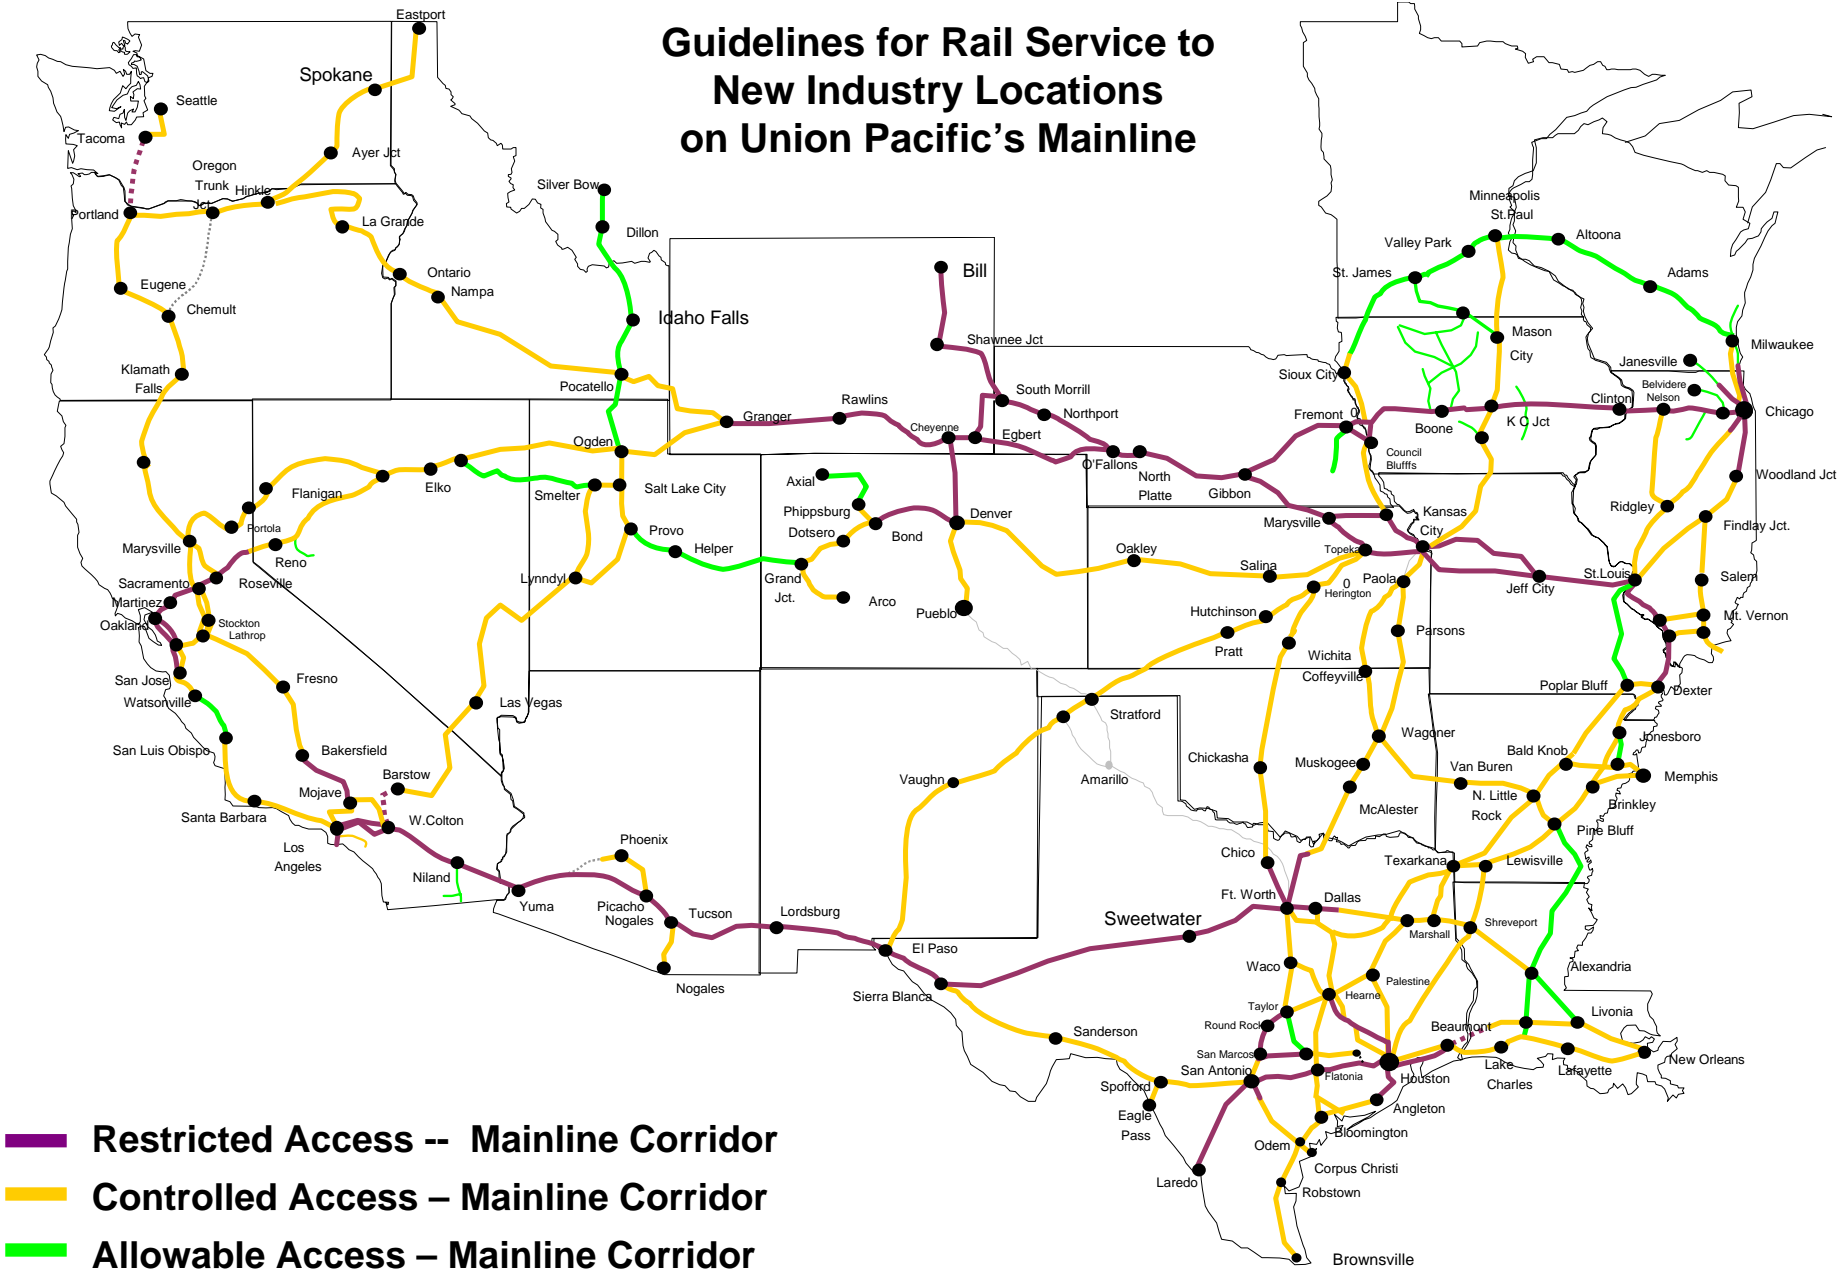 Guidelines for Rail Service to
New Industry Locations
on Union Pacific's Mainline
Eastport
Spokane
Seattle
Tacoma
Ayer Jct
Oregon
Trunk
Jct.
Hinkle
Portland
La Grande
Silver Bow
Dillon
Ontario
Nampa
Eugene
Chemult
Idaho Falls
Klamath
Falls
Pocatello
Bill
Shawnee Jct
South Morrill
Northport
Granger
Rawlins
Cheyenne
Egbert
O'Fallons
North
Platte
Gibbon
Ogden
Elko
Smelter
Salt Lake City
Flanigan
Portola
Marysville
Reno
Provo
Helper
Lynndyl
Axial
Phippsburg
Dotsero
Bond
Denver
Grand
Jct.
Arco
Pueblo
Oakley
Salina
Sacramento
Roseville
Martinez
Oakland
Stockton
Lathrop
San Jose
Watsonville
Fresno
Las Vegas
San Luis Obispo
Bakersfield
Barstow
Mojave
Santa Barbara
W.Colton
Los
Angeles
Niland
Yuma
Phoenix
Picacho
Nogales
Tucson
Lordsburg
Nogales
El Paso
Sierra Blanca
Vaughn
Stratford
Amarillo
Sweetwater
Sanderson
Spofford
Eagle
Pass
Laredo
Minneapolis
St.Paul
Valley Park
Altoona
St. James
Adams
Mason
City
Milwaukee
Janesville
Belvidere
Nelson
Clinton
Chicago
Sioux City
Fremont
0
Boone
K C Jct
Council
Blufffs
Woodland Jct
Ridgley
Findlay Jct.
Marysville
Kansas
City
Topeka
Paola
0
Herington
Jeff City
St.Louis
Salem
Mt. Vernon
Hutchinson
Pratt
Wichita
Parsons
Coffeyville
Poplar Bluff
Dexter
Wagoner
Jonesboro
Bald Knob
Chickasha
Muskogee
Van Buren
Memphis
McAlester
N. Little
Rock
Brinkley
Pine Bluff
Chico
Texarkana
Lewisville
Ft. Worth
Dallas
Marshall
Shreveport
Waco
Palestine
Alexandria
Hearne
Taylor
Round Rock
Beaumont
Livonia
San Marcos
San Antonio
Flatonia
Houston
Lake
Charles
Lafayette
New Orleans
Angleton
Bloomington
Odem
Corpus Christi
Robstown
Brownsville
Restricted Access -- Mainline Corridor
Controlled Access – Mainline Corridor
Allowable Access – Mainline Corridor